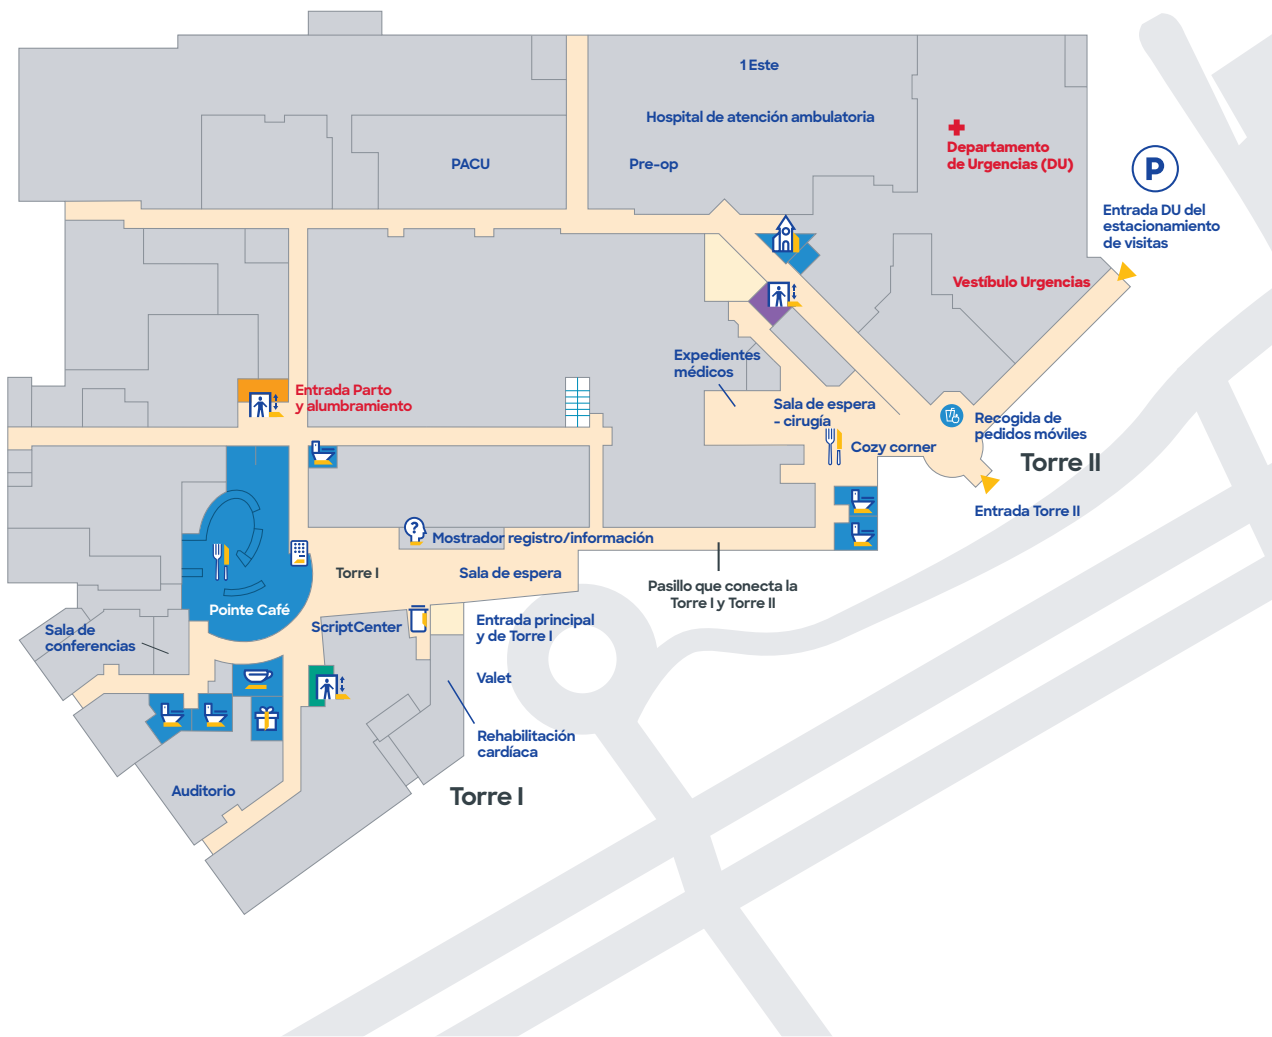 1 Este
Hospital de atención ambulatoria
PACU
Pre-op
Departamento
de Urgencias (DU)
P
Entrada DU del
estacionamiento
de visitas
Vestíbulo Urgencias
Expedientes
médicos
Entrada Parto
y alumbramiento
Sala de espera
- cirugía
Cozy corner
Recogida de
pedidos móviles
Torre II
Entrada Torre II
?
Mostrador registro/información
Torre I
Sala de espera
Pasillo que conecta la
Torre I y Torre II
Pointe Café
ScriptCenter
Entrada principal
y de Torre I
Sala de
conferencias
Valet
Rehabilitación
cardíaca
Auditorio
Torre I